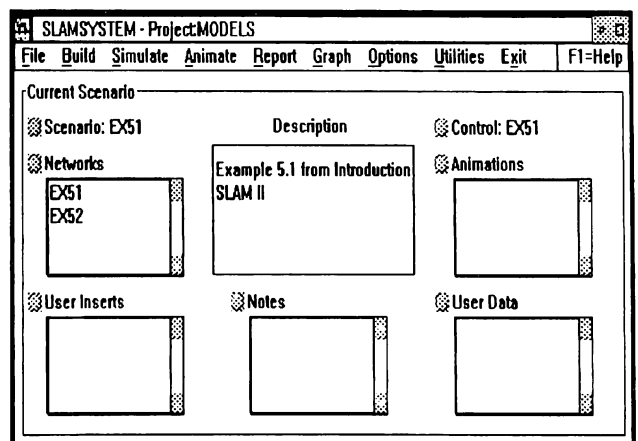 SLAMSYSTEM - Project:MODELS
File Build Simulate Animate Report Graph Options Utilities Exit F1=Help
Current Scenario
Scenario: EX51 Description Control: EX51
Networks Animations
EX51
EX52
Example 5.1 from Introduction
SLAM II
User Inserts Notes User Data